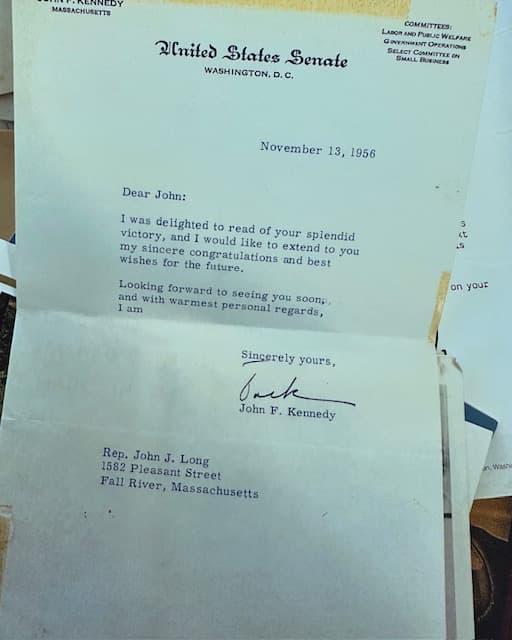 JOHN F. KENNEDY
MASSACHUSETTS
COMMITTEES:
LABOR AND PUBLIC WELFARE
GOVERNMENT OPERATIONS
SELECT COMMITTEE ON
SMALL BUSINESS
United States Senate
WASHINGTON, D. C.
November 13, 1956
Dear John:
I was delighted to read of your splendid
victory, and I would like to extend to you
my sincere congratulations and best
wishes for the future.
Looking forward to seeing you soon,
and with warmest personal regards,
I am
Sincerely yours,
Jack
John F. Kennedy
Rep. John J. Long
1582 Pleasant Street
Fall River, Massachusetts
on your